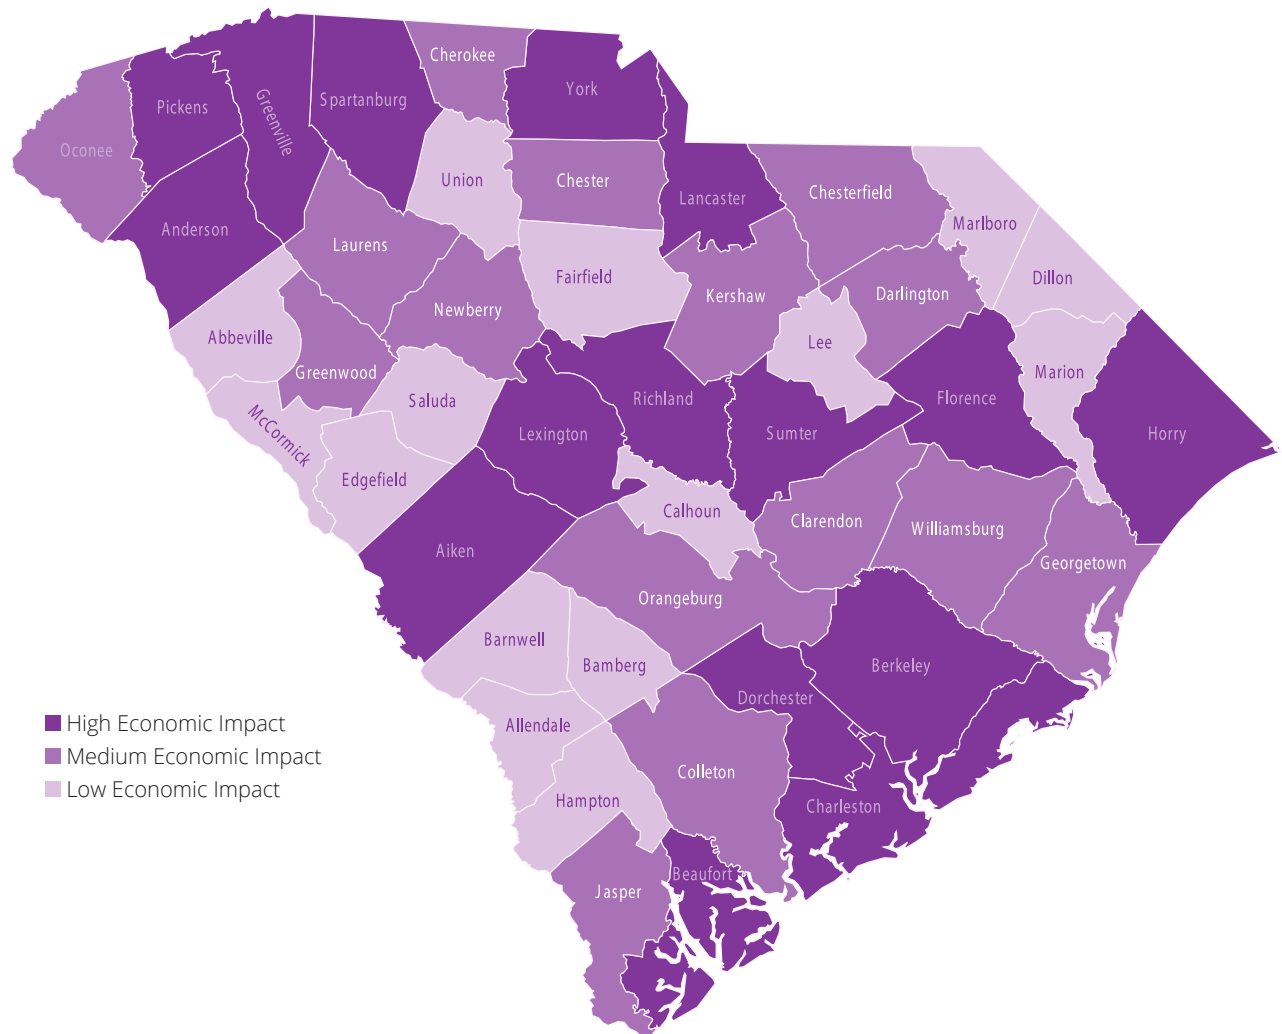 Cherokee
York
Pickens
Greenville
Spartanburg
Oconee
Union
Chester
Lancaster
Chesterfield
Marlboro
Anderson
Laurens
Fairfield
Kershaw
Darlington
Dillon
Abbeville
Newberry
Lee
Greenwood
Marion
Saluda
Richland
Florence
McCormick
Lexington
Sumter
Horry
Edgefield
Calhoun
Clarendon
Williamsburg
Aiken
Georgetown
Orangeburg
Barnwell
Bamberg
Berkeley
Dorchester
Allendale
High Economic Impact
Medium Economic Impact
Low Economic Impact
Colleton
Hampton
Charleston
Beaufort
Jasper